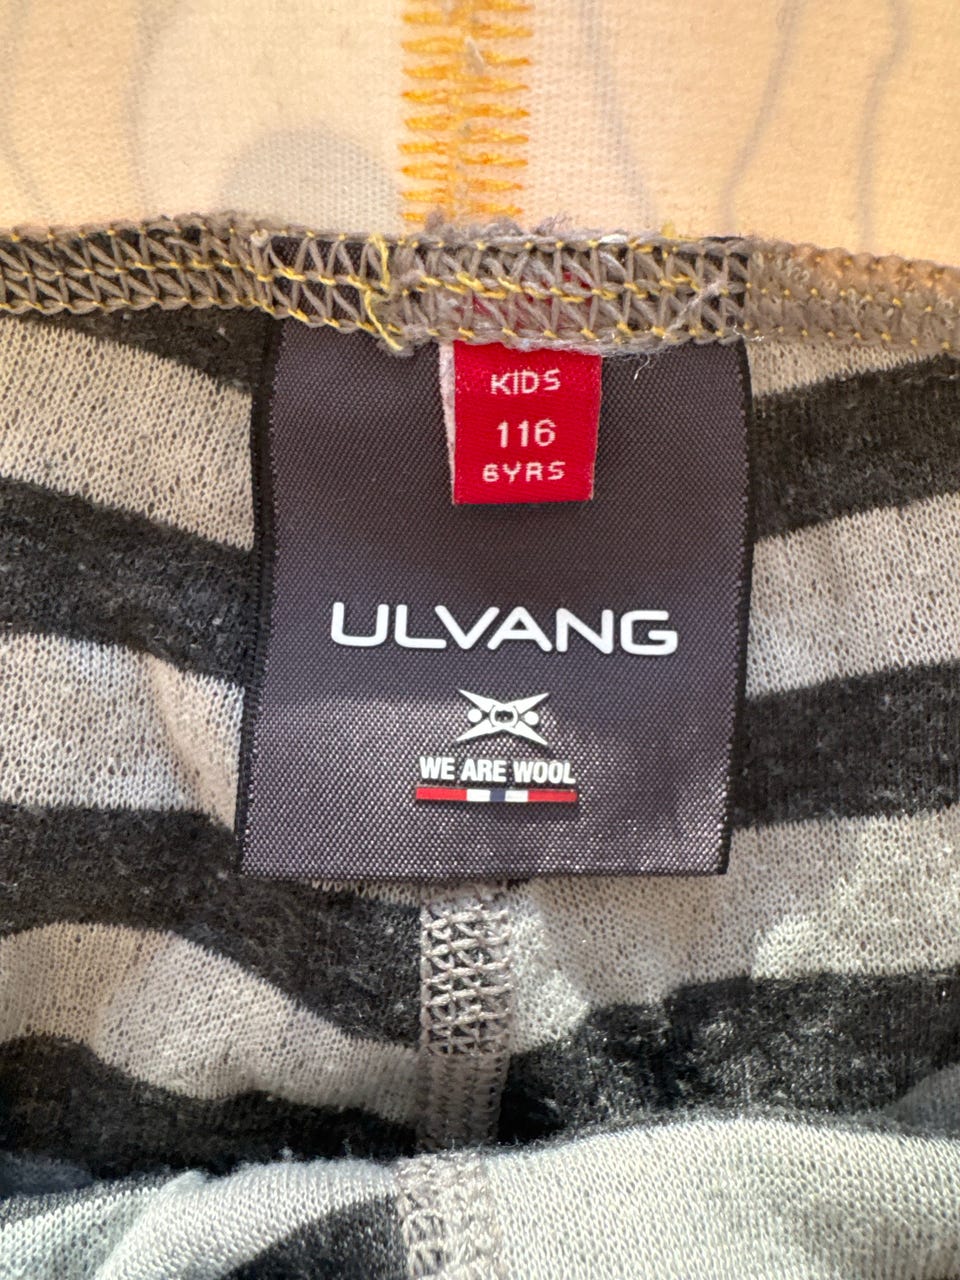 KIDS
116
6YRS
ULVANG
WE ARE WOOL